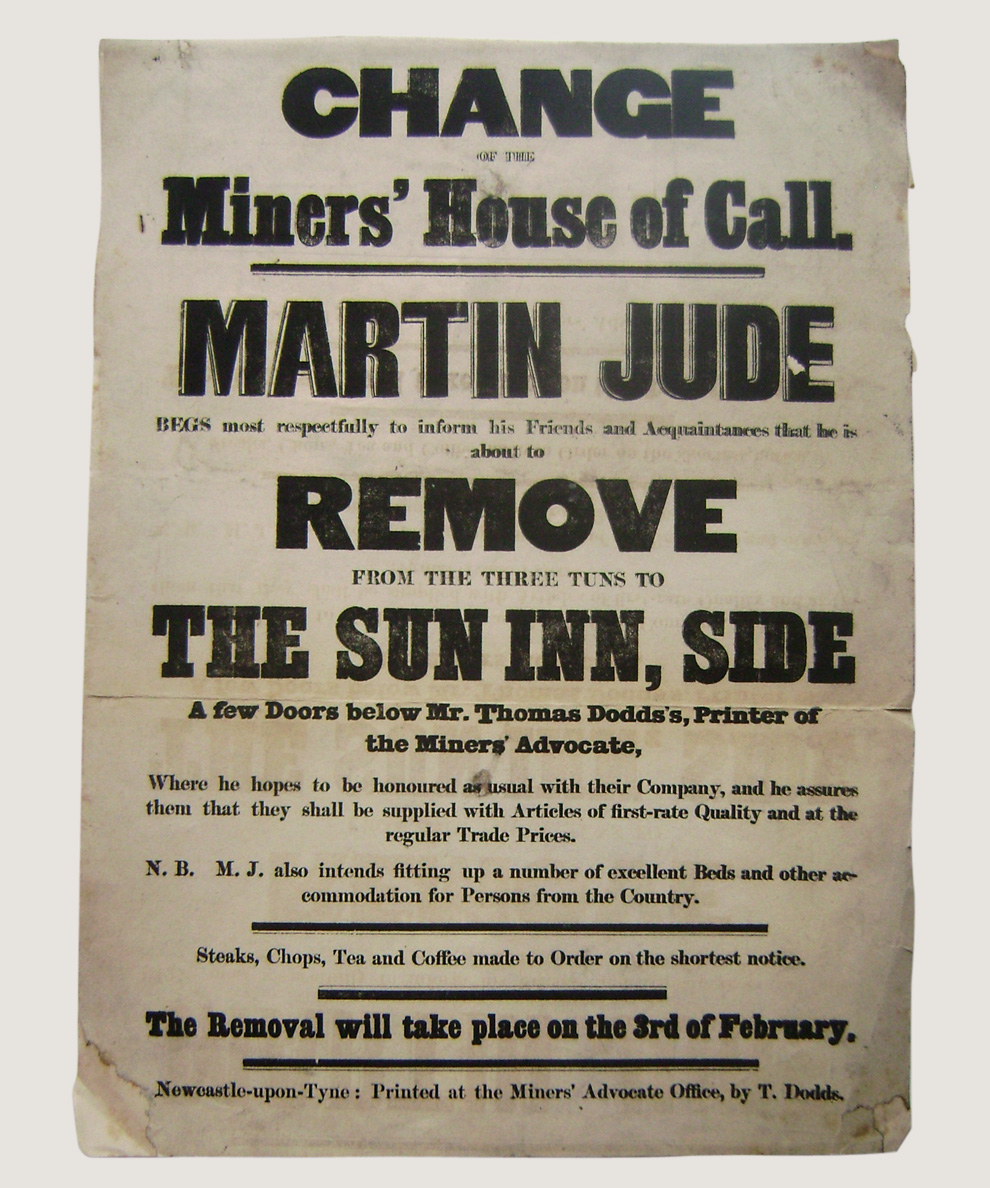 CHANGE
OF THE
Miners' House of Call.
MARTIN JUDE
BEGS most respectfully to inform his Friends and Acquaintances that he is
about to
REMOVE
FROM THE THREE TUNS TO
THE SUN INN, SIDE
A few Doors below Mr. Thomas Dodds's, Printer of
the Miners' Advocate,
Where he hopes to be honoured as usual with their Company, and he assures
them that they shall be supplied with Articles of first-rate Quality and at the
regular Trade Prices.
N. B. M. J. also intends fitting up a number of excellent Beds and other ac-
commodation for Persons from the Country.
Steaks, Chops, Tea and Coffee made to Order on the shortest notice.
The Removal will take place on the 3rd of February.
Newcastle-upon-Tyne: Printed at the Miners' Advocate Office, by T. Dodds.